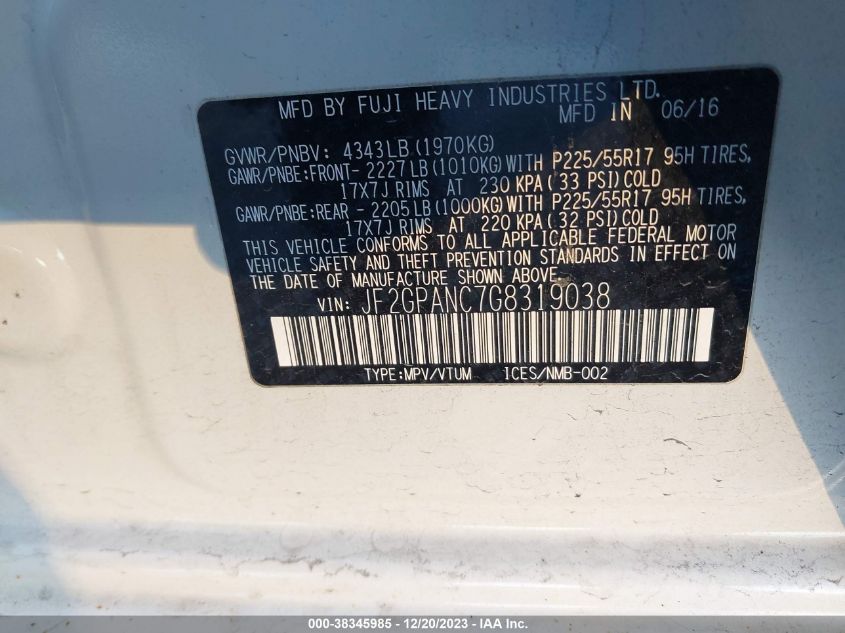 MFD BY FUJI HEAVY INDUSTRIES LTD.
MFD IN 06/16
GVWR/PNBV: 4343LB(1970KG)
GAWR/PNBE:FRONT- 2227LB(1010KG)WITH P225/55R17 95H TIRES,
17X7J RIMS AT 230 KPA( 33 PSI)COLD
GAWR/PNBE:REAR - 2205LB(1000KG)WITH P225/55R17 95H TIRES,
17X7J RIMS AT 220 KPA( 32 PSI)COLD
THIS VEHICLE CONFORMS TO ALL APPLICABLE FEDERAL MOTOR
VEHICLE SAFETY AND THEFT PREVENTION STANDARDS IN EFFECT ON
THE DATE OF MANUFACTURE SHOWN ABOVE.
VIN: JF2GPANC7G8319038
TYPE:MPV/VTUM ICES/NMB-002
000-38345985 - 12/20/2023 - IAA Inc.